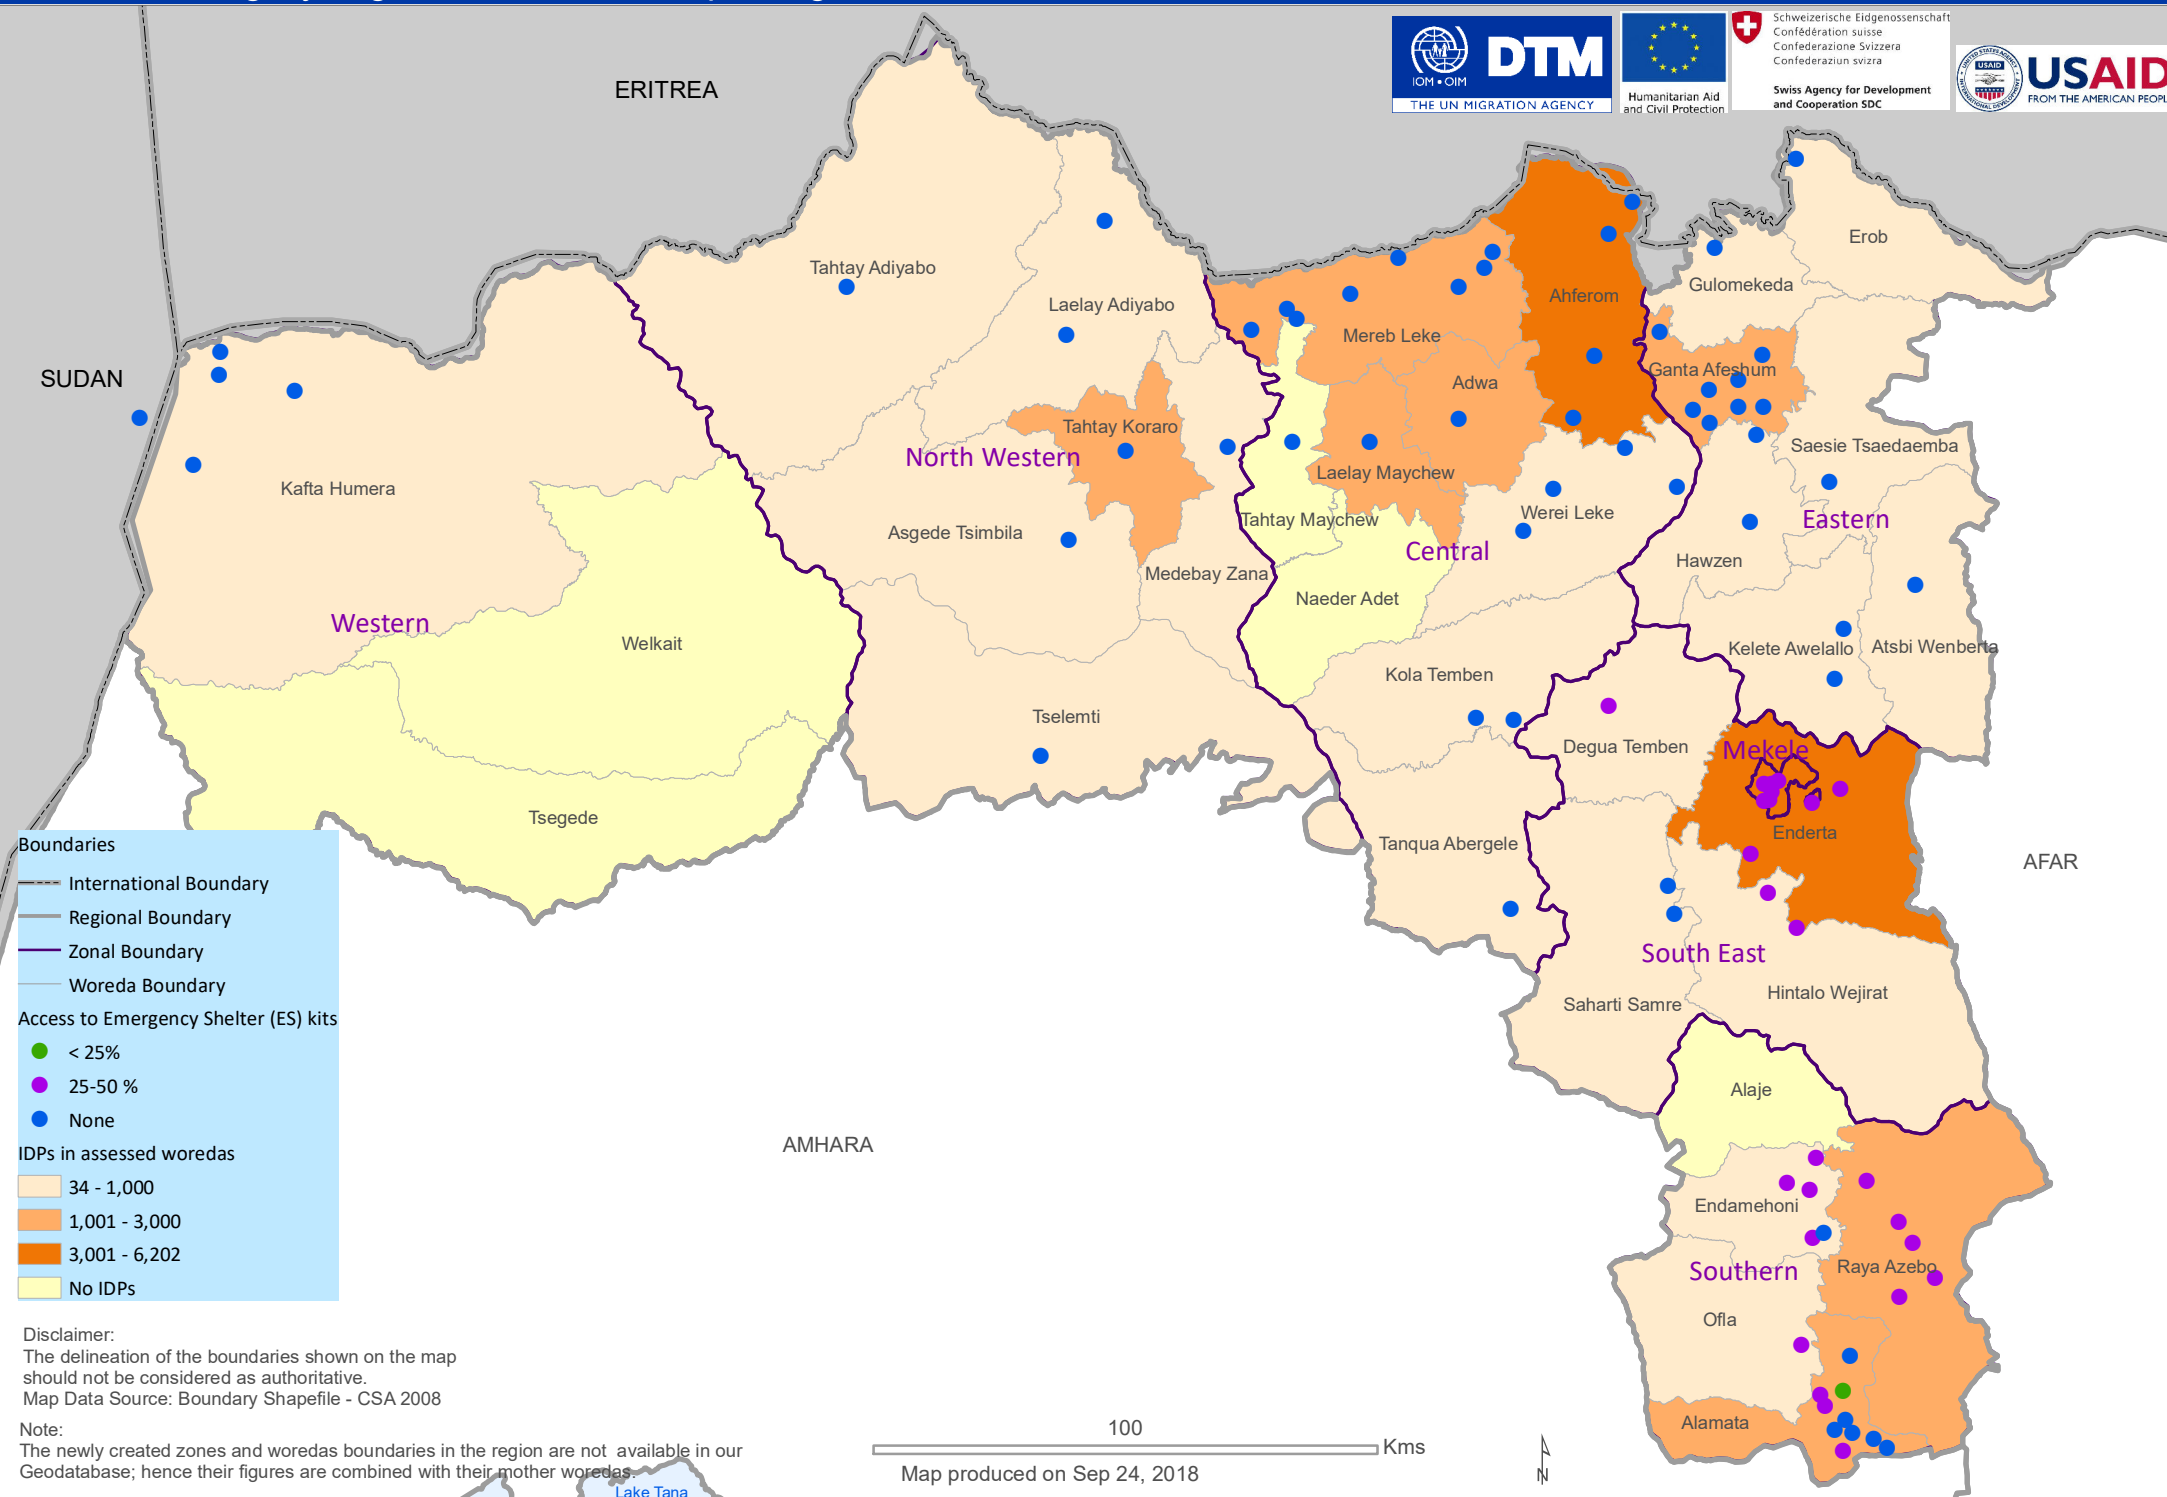 IOM • OIM
DTM
THE UN MIGRATION AGENCY
Humanitarian Aid
and Civil Protection
Schweizerische Eidgenossenschaft
Confédération suisse
Confederazione Svizzera
Confederaziun svizra
Swiss Agency for Development
and Cooperation SDC
USAID
USAID
FROM THE AMERICAN PEOPL
ERITREA
SUDAN
Erob
Tahtay Adiyabo
Gulomekeda
Laelay Adiyabo
Ahferom
Mereb Leke
Ganta Afeshum
Adwa
Tahtay Koraro
Saesie Tsaedaemba
North Western
Laelay Maychew
Kafta Humera
Werei Leke
Tahtay Maychew
Eastern
Asgede Tsimbila
Central
Hawzen
Medebay Zana
Naeder Adet
Western
Welkait
Kelete Awelallo
Atsbi Wenberta
Kola Temben
Tselemti
Degua Temben
Mekele
Tsegede
Enderta
Tanqua Abergele
AFAR
South East
Hintalo Wejirat
Saharti Samre
Alaje
AMHARA
Endamehoni
Southern
Raya Azebo
Ofla
Alamata
Boundaries
International Boundary
Regional Boundary
Zonal Boundary
Woreda Boundary
Access to Emergency Shelter (ES) kits
< 25%
25-50 %
None
IDPs in assessed woredas
34 - 1,000
1,001 - 3,000
3,001 - 6,202
No IDPs
Disclaimer:
The delineation of the boundaries shown on the map
should not be considered as authoritative.
Map Data Source: Boundary Shapefile - CSA 2008
Note:
The newly created zones and woredas boundaries in the region are not available in our
Geodatabase; hence their figures are combined with their mother woredas.
Lake Tana
100
Kms
Map produced on Sep 24, 2018
N